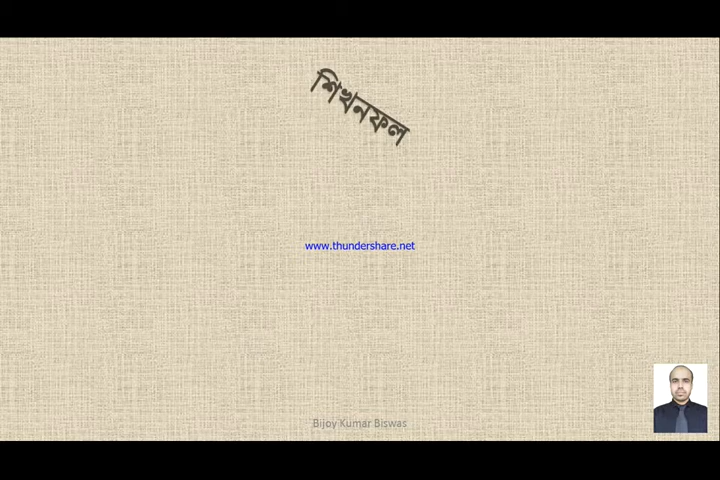 শিখনফল
www.thundershare.net
Bijoy Kumar Biswas